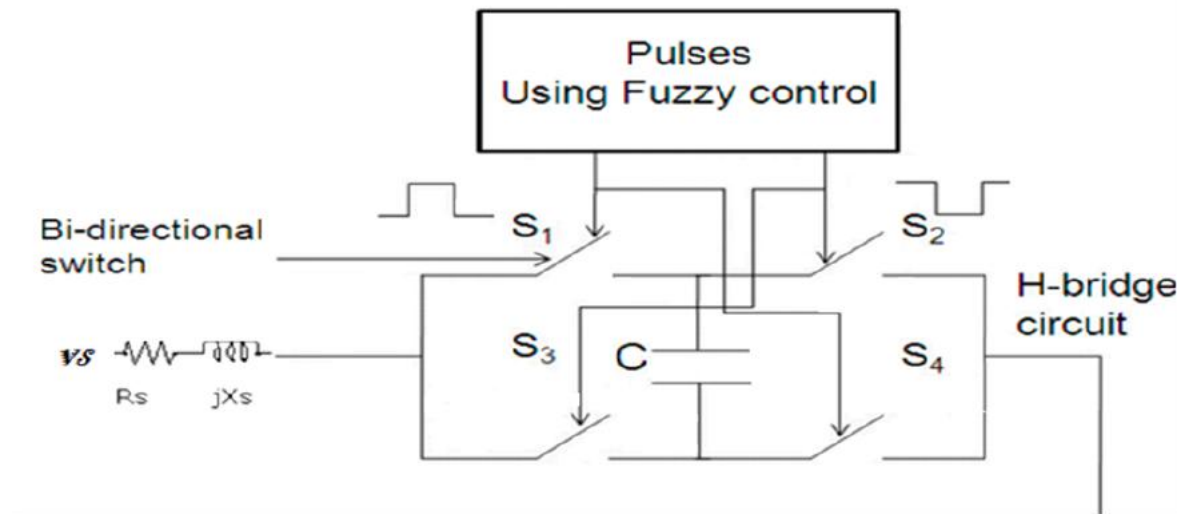 Pulses
Using Fuzzy control
Bi-directional
switch
S1
S2
H-bridge
circuit
vs
Rs
jXs
S3
C
S4